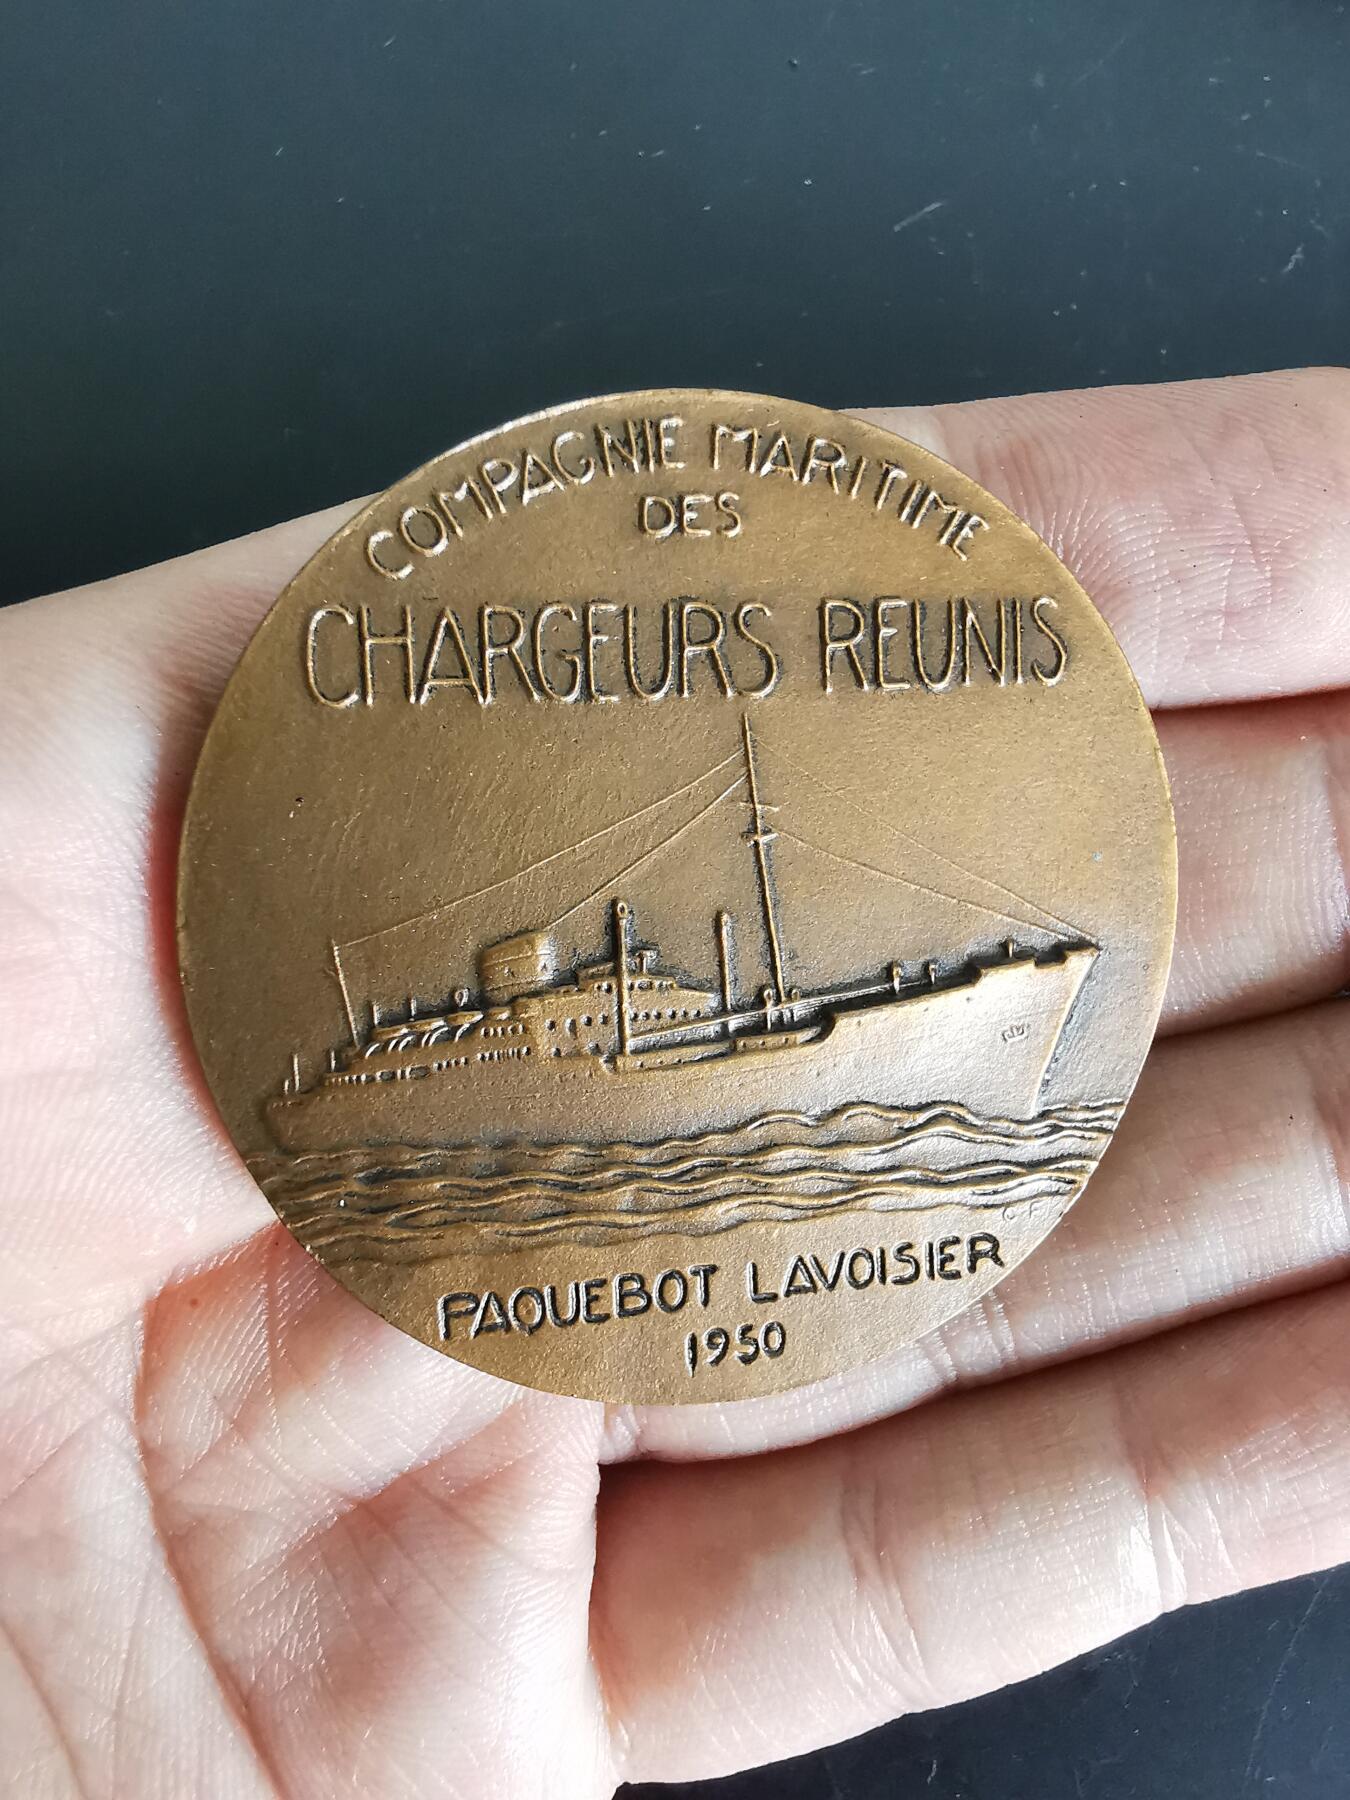 COMPAGNIE MARITIME
DES
CHARGEURS REUNIS
C F
PAQUEBOT LAVOISIER
1950